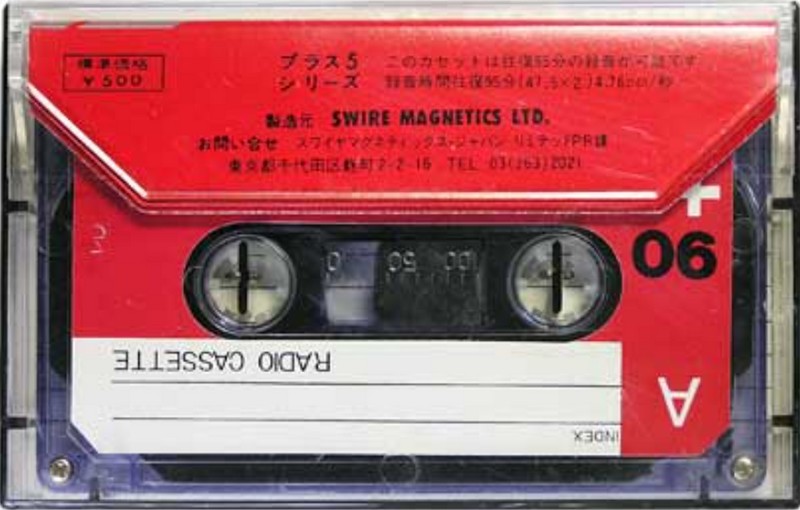 標準価格
￥500
プラス5
シリーズ
このカセットは往復95分の録音が可能です
録音時間往復95分(47.5×2)4.76cm/秒
製造元 SWIRE MAGNETICS LTD.
お問い合せ スワイヤマグネティックス・ジャパン リミテッドPR課
東京都千代田区麹町2-2-16 TEL 03(263)2021
+
90
0 50 100
RADIO CASSETTE
A
INDEX